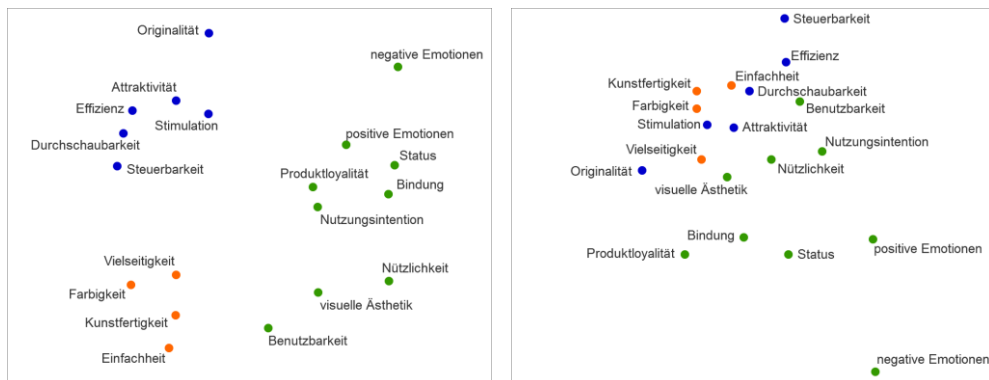 Originalität
negative Emotionen
Attraktivität
Effizienz
Stimulation
Durchschaubarkeit
positive Emotionen
Status
Steuerbarkeit
Produktloyalität
Bindung
Nutzungsintention
Vielseitigkeit
Nützlichkeit
Farbigkeit
visuelle Ästhetik
Kunstfertigkeit
Benutzbarkeit
Einfachheit
Steuerbarkeit
Effizienz
Einfachheit
Kunstfertigkeit
Durchschaubarkeit
Farbigkeit
Benutzbarkeit
Stimulation
Attraktivität
Nutzungsintention
Vielseitigkeit
Nützlichkeit
Originalität
visuelle Ästhetik
Bindung
positive Emotionen
Produktloyalität
Status
negative Emotionen